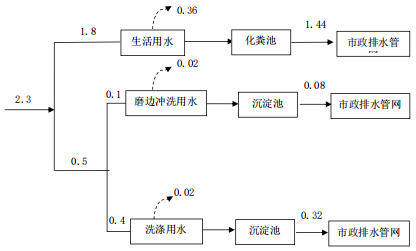 0.36
1.8
生活用水
化粪池
1.44
市政排水管
网
0.02
2.3
0.1
磨边冲洗用水
沉淀池
0.08
市政排水管网
0.5
0.02
0.4
洗涤用水
沉淀池
0.32
市政排水管网